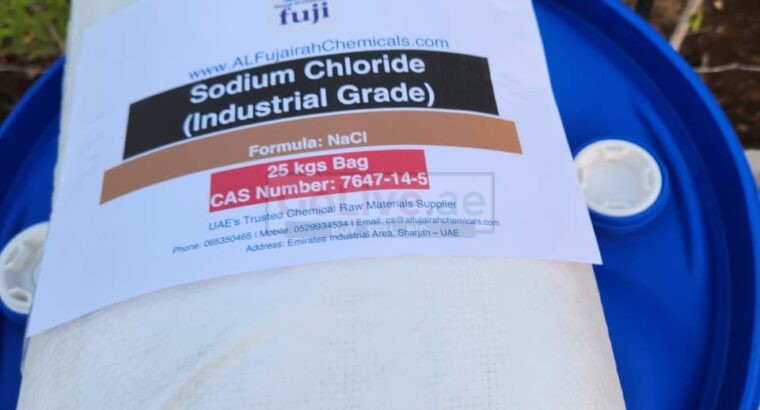 fuji
www.ALFujairahChemicals.com
Sodium Chloride
(Industrial Grade)
Formula: NaCl
25 kgs Bag
CAS Number: 7647-14-5
UAE's Trusted Chemical Raw Materials Supplier
Phone: 065350465 | Mobile: 0529934534 | Email: cs@alfujairahchemicals.com
Address: Emirates Industrial Area, Sharjah – UAE